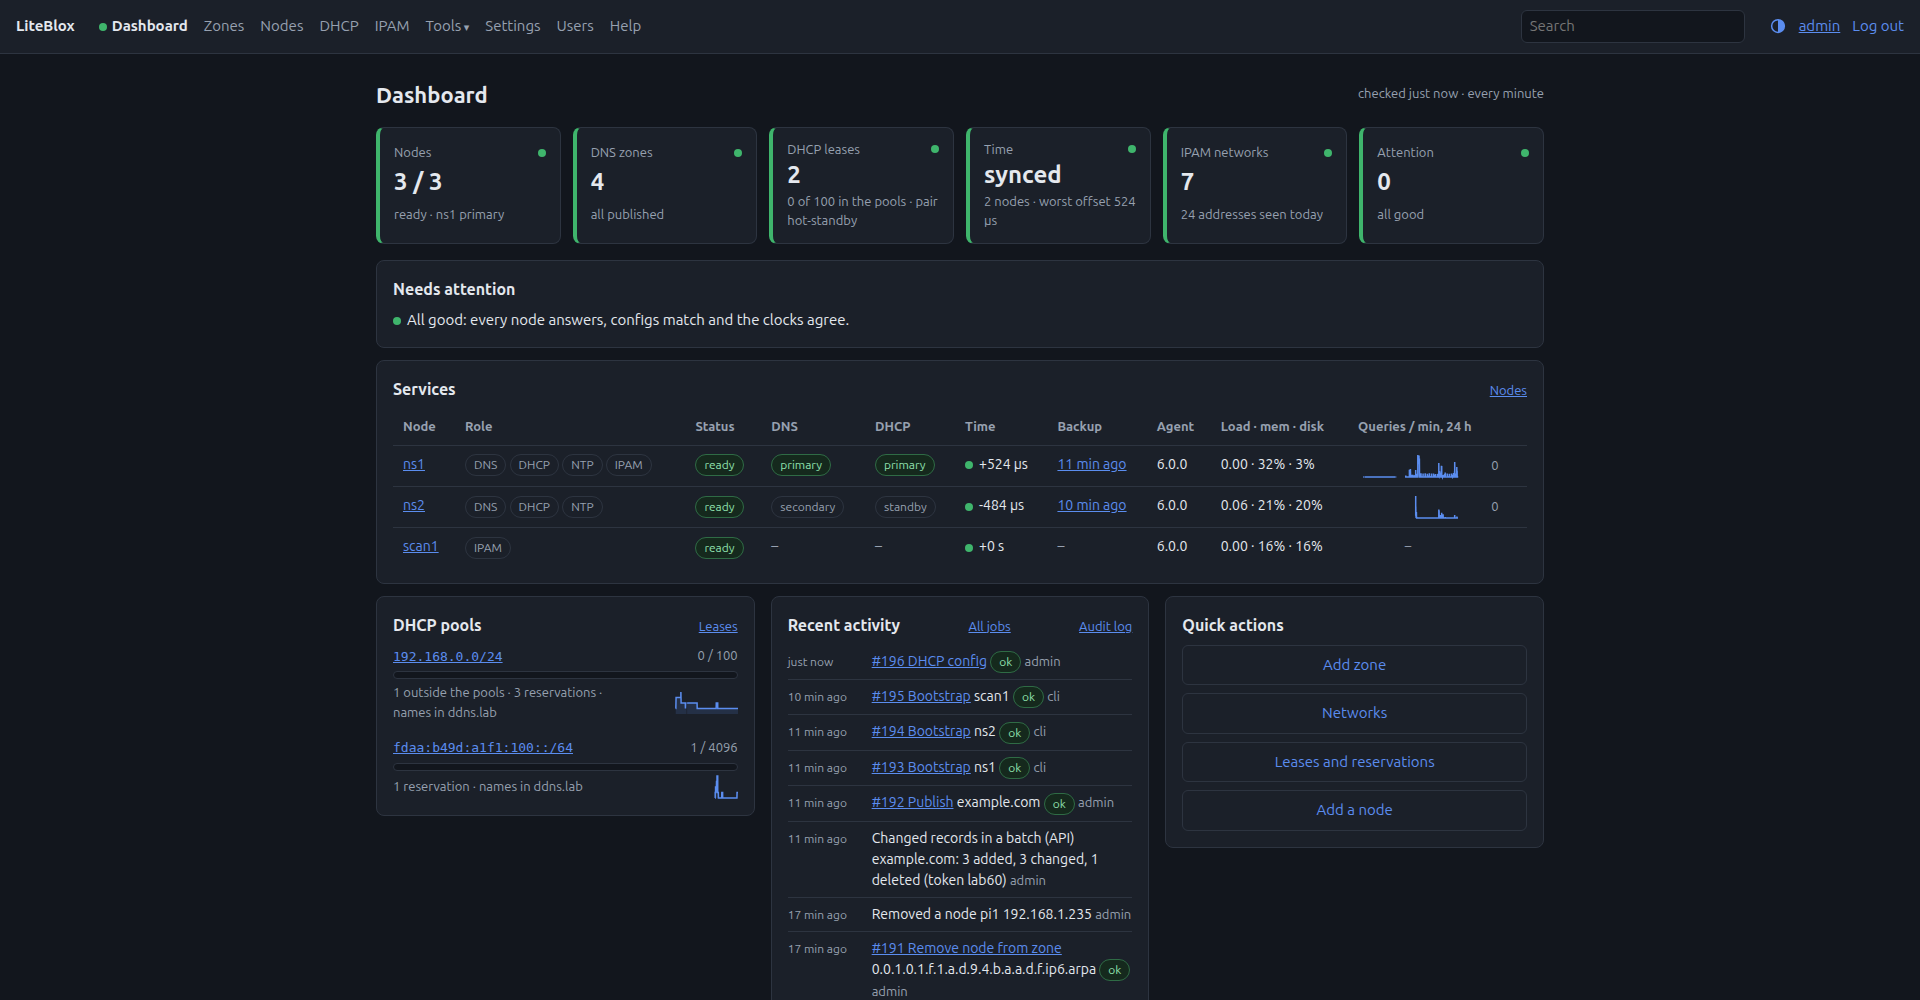 LiteBlox Dashboard Zones Nodes DHCP IPAM Tools▾ Settings Users Help Search admin Log out
Dashboard
checked just now · every minute
Nodes
3 / 3
ready · ns1 primary
DNS zones
4
all published
DHCP leases
2
0 of 100 in the pools · pair
hot-standby
Time
synced
2 nodes · worst offset 524
µs
IPAM networks
7
24 addresses seen today
Attention
0
all good
Needs attention
All good: every node answers, configs match and the clocks agree.
Services
Nodes
Node Role Status DNS DHCP Time Backup Agent Load · mem · disk Queries / min, 24 h
ns1 DNS DHCP NTP IPAM ready primary primary +524 µs 11 min ago 6.0.0 0.00 · 32% · 3% 0
ns2 DNS DHCP NTP ready secondary standby -484 µs 10 min ago 6.0.0 0.06 · 21% · 20% 0
scan1 IPAM ready – – +0 s – 6.0.0 0.00 · 16% · 16% –
DHCP pools
Leases
192.168.0.0/24 0 / 100
1 outside the pools · 3 reservations ·
names in ddns.lab
fdaa:b49d:a1f1:100::/64 1 / 4096
1 reservation · names in ddns.lab
Recent activity
All jobs
Audit log
just now #196 DHCP config ok admin
10 min ago #195 Bootstrap scan1 ok cli
11 min ago #194 Bootstrap ns2 ok cli
11 min ago #193 Bootstrap ns1 ok cli
11 min ago #192 Publish example.com ok admin
11 min ago Changed records in a batch (API)
example.com: 3 added, 3 changed, 1
deleted (token lab60) admin
17 min ago Removed a node pi1 192.168.1.235 admin
17 min ago #191 Remove node from zone
0.0.1.0.1.f.1.a.d.9.4.b.a.a.d.f.ip6.arpa ok
admin
Quick actions
Add zone
Networks
Leases and reservations
Add a node